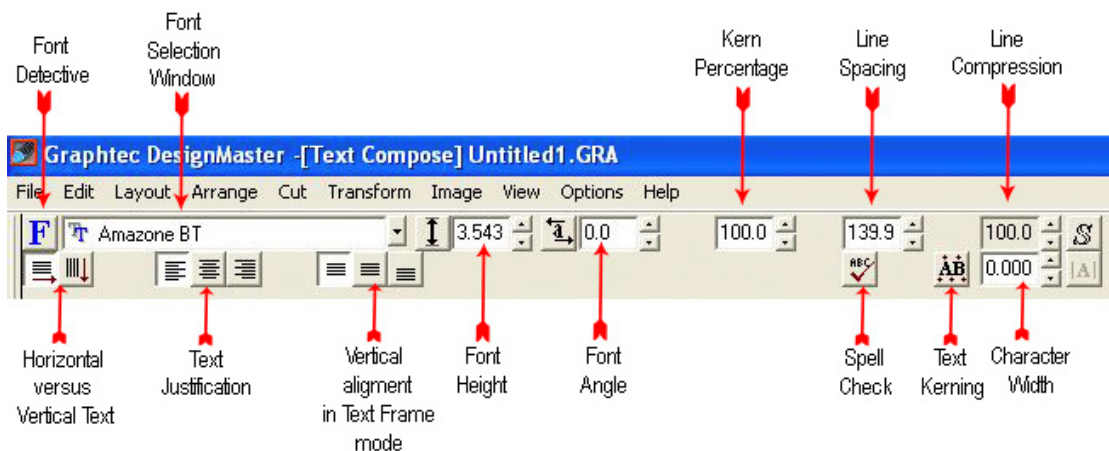 Font
Detective
Font
Selection
Window
Kern
Percentage
Line
Spacing
Line
Compression
Graphtec DesignMaster -[Text Compose] Untitled1.GRA
File Edit Layout Arrange Cut Transform Image View Options Help
F Amazone BT 3.543 a 0.0 100.0 139.9 100.0 S
ABC AB 0.000 |A|
Horizontal
versus
Vertical Text
Text
Justification
Vertical
aligment
in Text Frame
mode
Font
Height
Font
Angle
Spell
Check
Text
Kerning
Character
Width